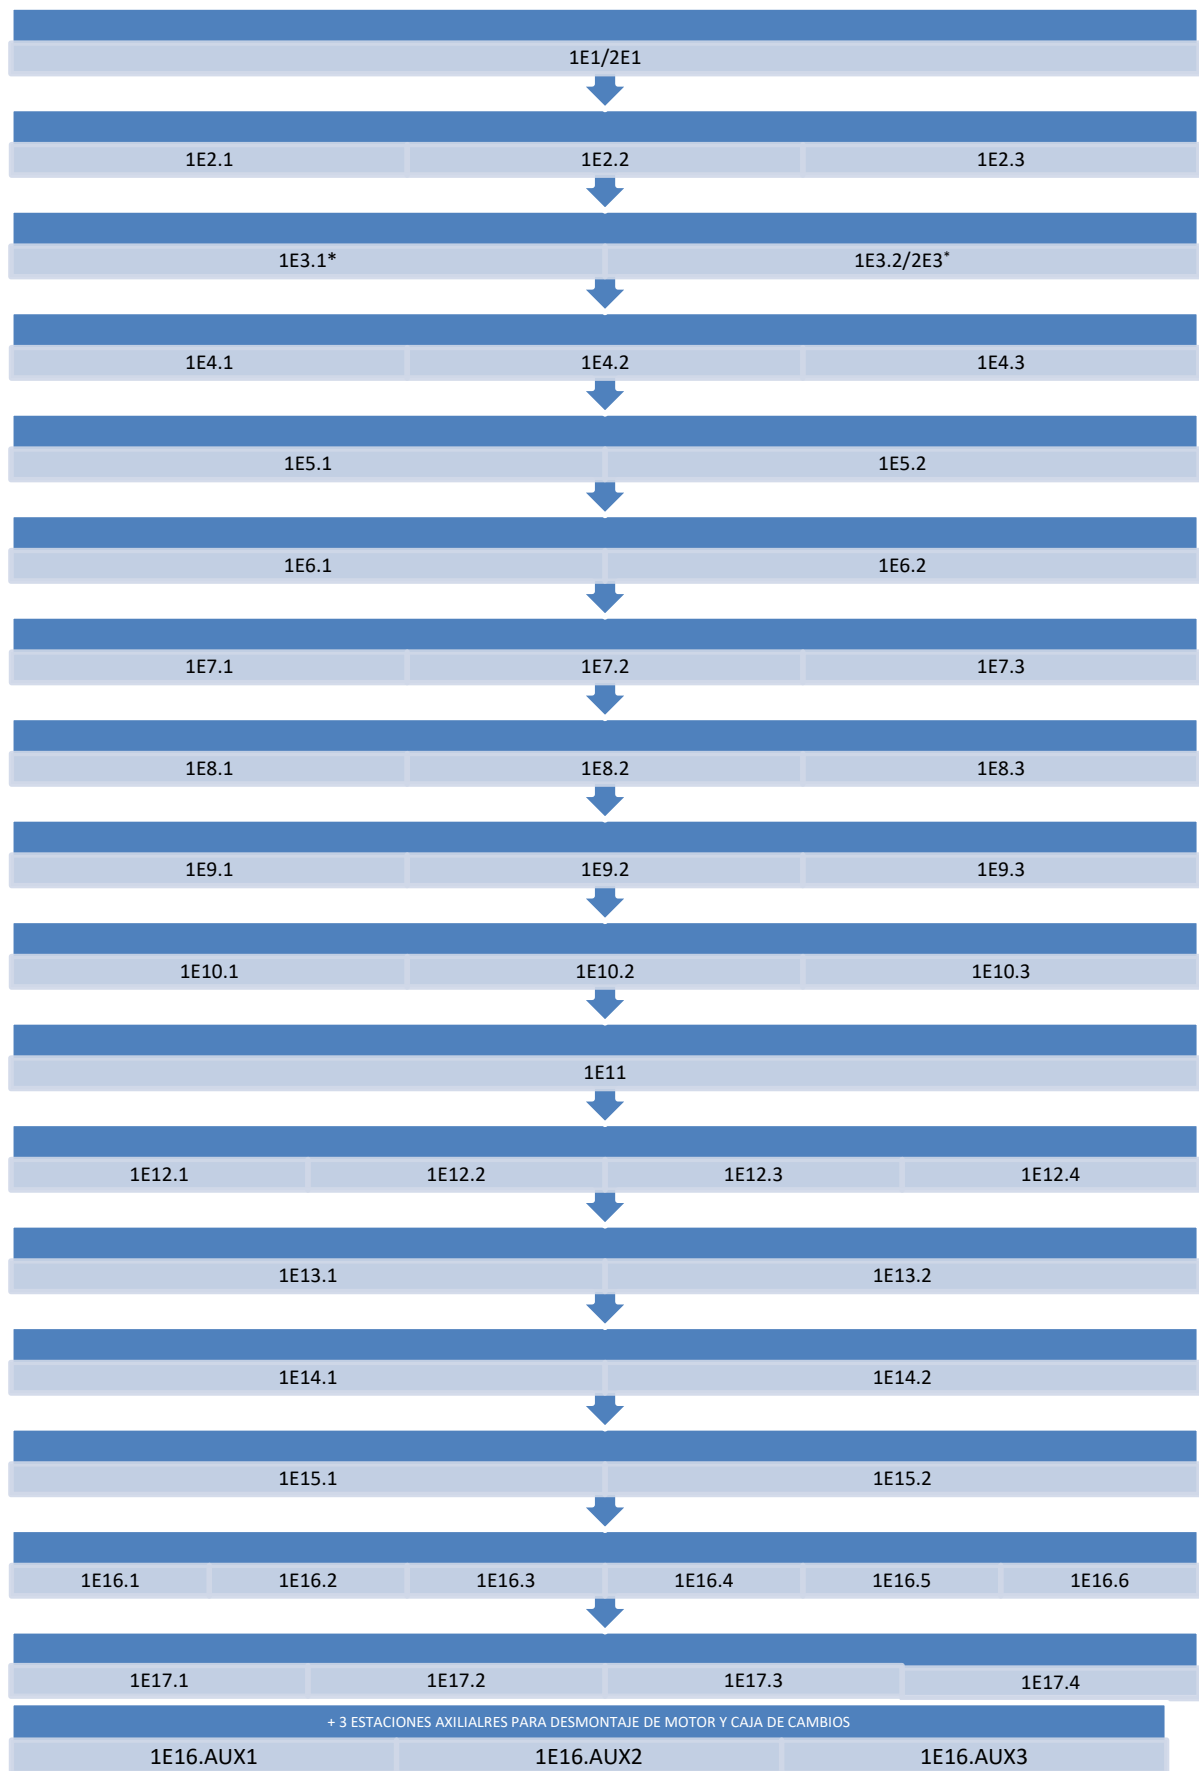 1E1/2E1
1E2.1 1E2.2 1E2.3
1E3.1* 1E3.2/2E3*
1E4.1 1E4.2 1E4.3
1E5.1 1E5.2
1E6.1 1E6.2
1E7.1 1E7.2 1E7.3
1E8.1 1E8.2 1E8.3
1E9.1 1E9.2 1E9.3
1E10.1 1E10.2 1E10.3
1E11
1E12.1 1E12.2 1E12.3 1E12.4
1E13.1 1E13.2
1E14.1 1E14.2
1E15.1 1E15.2
1E16.1 1E16.2 1E16.3 1E16.4 1E16.5 1E16.6
1E17.1 1E17.2 1E17.3 1E17.4
+ 3 ESTACIONES AXILIALRES PARA DESMONTAJE DE MOTOR Y CAJA DE CAMBIOS
1E16.AUX1 1E16.AUX2 1E16.AUX3